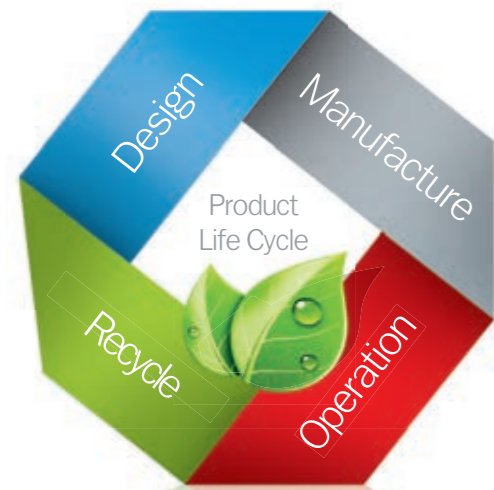 Design
Manufacture
Product
Life Cycle
Recycle
Operation